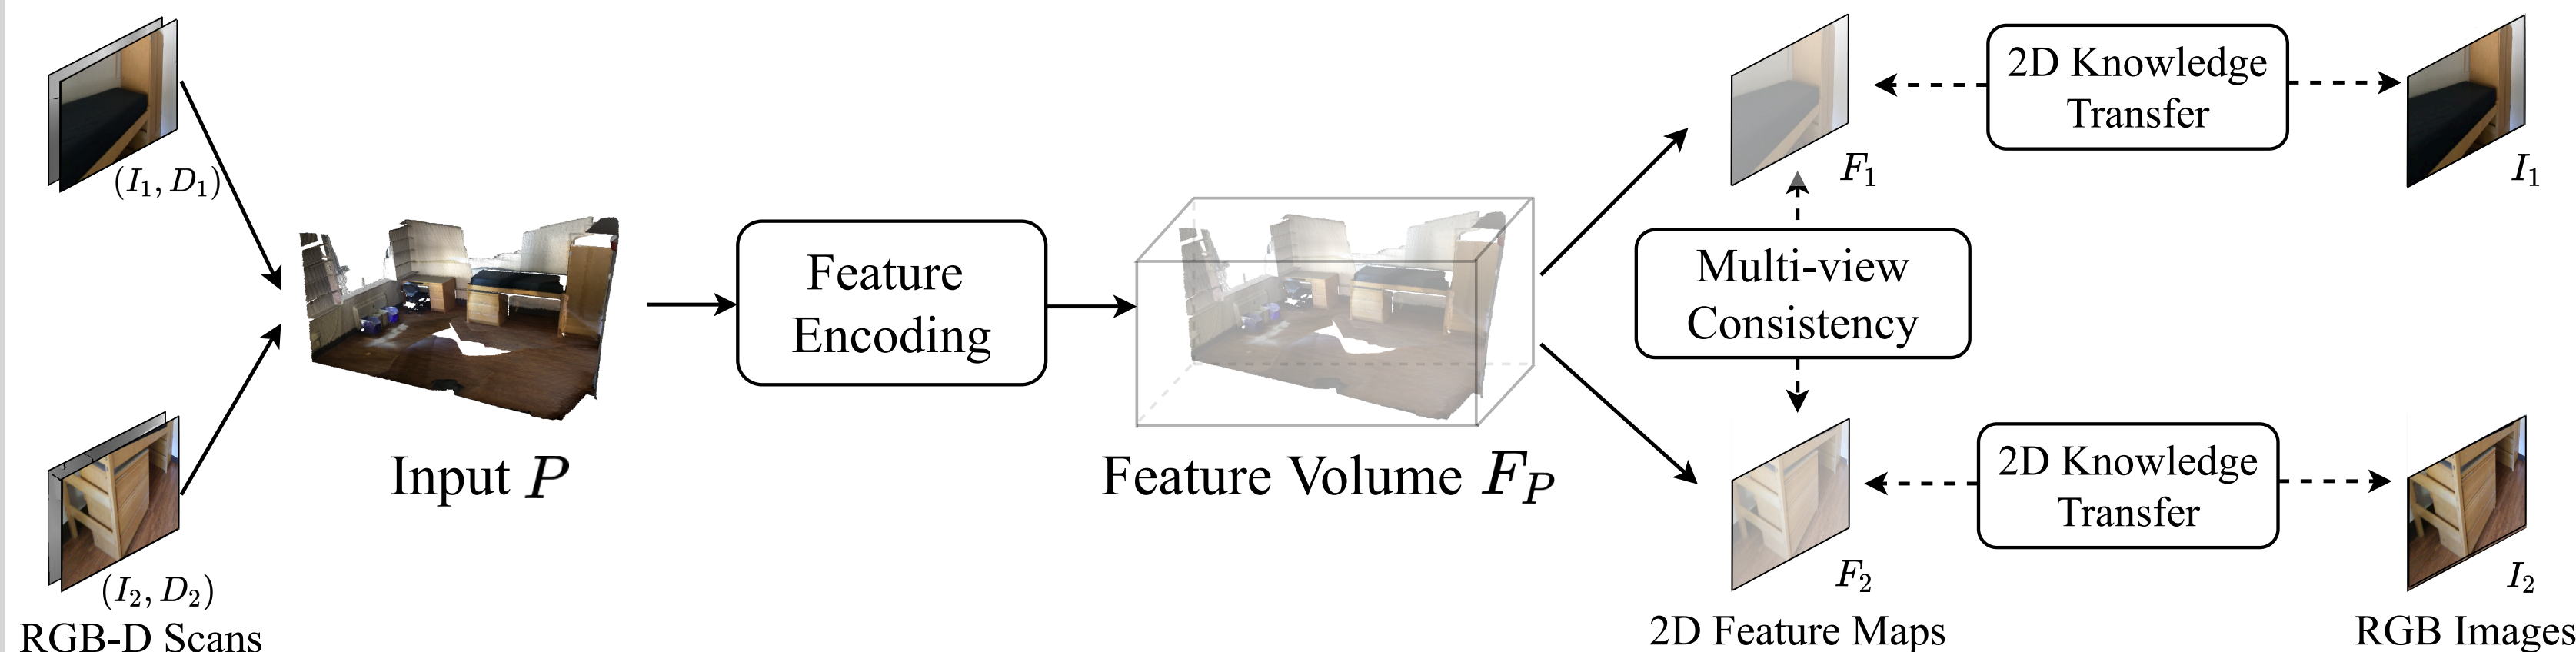 (I₁, D₁)
(I₂, D₂)
RGB-D Scans
Input P
Feature
Encoding
Feature Volume F_P
F₁
Multi-view
Consistency
F₂
2D Feature Maps
2D Knowledge
Transfer
2D Knowledge
Transfer
I₁
I₂
RGB Images